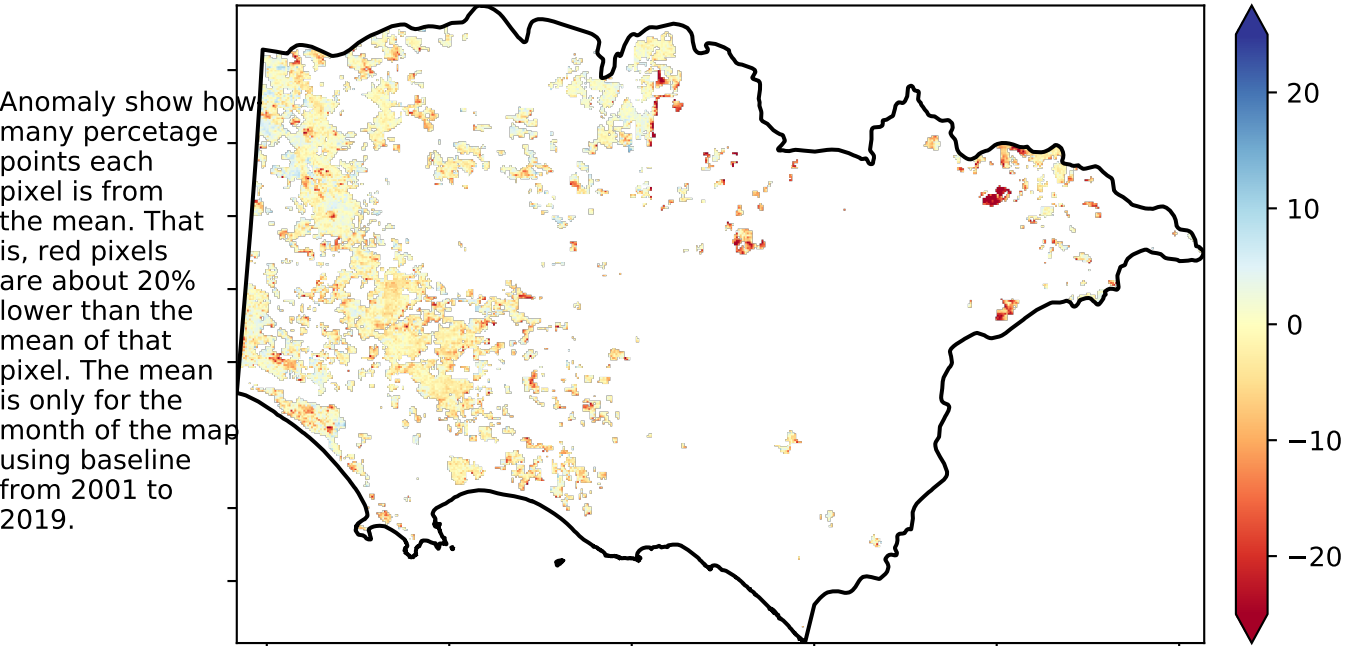 Anomaly show how
many percetage
points each
pixel is from
the mean. That
is, red pixels
are about 20%
lower than the
mean of that
pixel. The mean
is only for the
month of the map
using baseline
from 2001 to
2019.
20
10
0
−10
−20